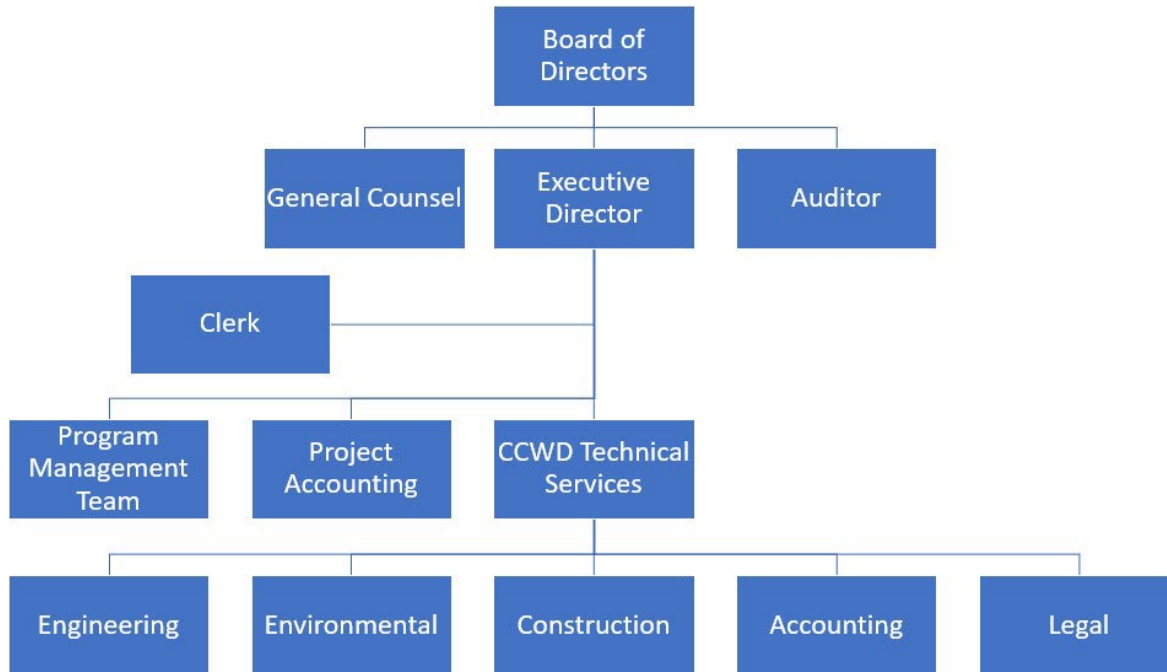 Board of
Directors
General Counsel
Executive
Director
Auditor
Clerk
Program
Management
Team
Project
Accounting
CCWD Technical
Services
Engineering
Environmental
Construction
Accounting
Legal